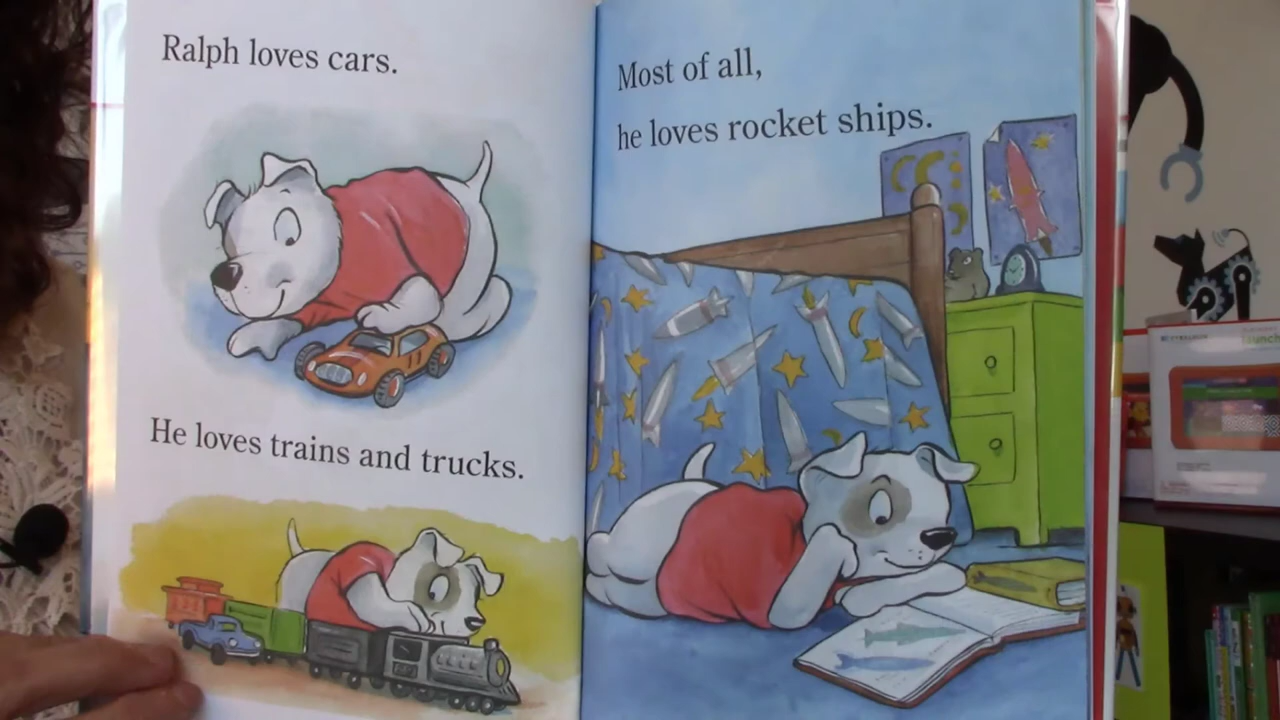 Ralph loves cars.
He loves trains and trucks.
Most of all,
he loves rocket ships.